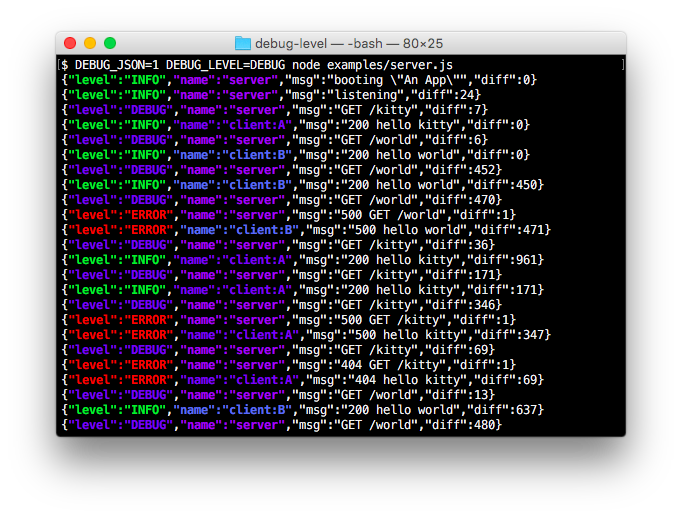 debug-level — -bash — 80×25
[$ DEBUG_JSON=1 DEBUG_LEVEL=DEBUG node examples/server.js ]
{"level":"INFO","name":"server","msg":"booting \"An App\"","diff":0}
{"level":"INFO","name":"server","msg":"listening","diff":24}
{"level":"DEBUG","name":"server","msg":"GET /kitty","diff":7}
{"level":"INFO","name":"client:A","msg":"200 hello kitty","diff":0}
{"level":"DEBUG","name":"server","msg":"GET /world","diff":6}
{"level":"INFO","name":"client:B","msg":"200 hello world","diff":0}
{"level":"DEBUG","name":"server","msg":"GET /world","diff":452}
{"level":"INFO","name":"client:B","msg":"200 hello world","diff":450}
{"level":"DEBUG","name":"server","msg":"GET /world","diff":470}
{"level":"ERROR","name":"server","msg":"500 GET /world","diff":1}
{"level":"ERROR","name":"client:B","msg":"500 hello world","diff":471}
{"level":"DEBUG","name":"server","msg":"GET /kitty","diff":36}
{"level":"INFO","name":"client:A","msg":"200 hello kitty","diff":961}
{"level":"DEBUG","name":"server","msg":"GET /kitty","diff":171}
{"level":"INFO","name":"client:A","msg":"200 hello kitty","diff":171}
{"level":"DEBUG","name":"server","msg":"GET /kitty","diff":346}
{"level":"ERROR","name":"server","msg":"500 GET /kitty","diff":1}
{"level":"ERROR","name":"client:A","msg":"500 hello kitty","diff":347}
{"level":"DEBUG","name":"server","msg":"GET /kitty","diff":69}
{"level":"ERROR","name":"server","msg":"404 GET /kitty","diff":1}
{"level":"ERROR","name":"client:A","msg":"404 hello kitty","diff":69}
{"level":"DEBUG","name":"server","msg":"GET /world","diff":13}
{"level":"INFO","name":"client:B","msg":"200 hello world","diff":637}
{"level":"DEBUG","name":"server","msg":"GET /world","diff":480}